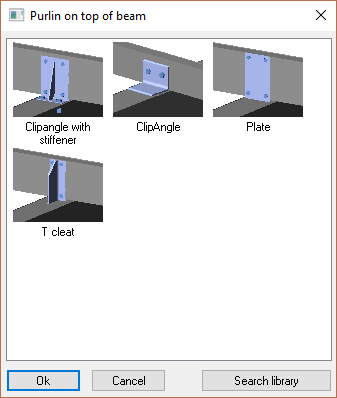 Purlin on top of beam
Clipangle with
stiffener
ClipAngle
Plate
T cleat
Ok
Cancel
Search library